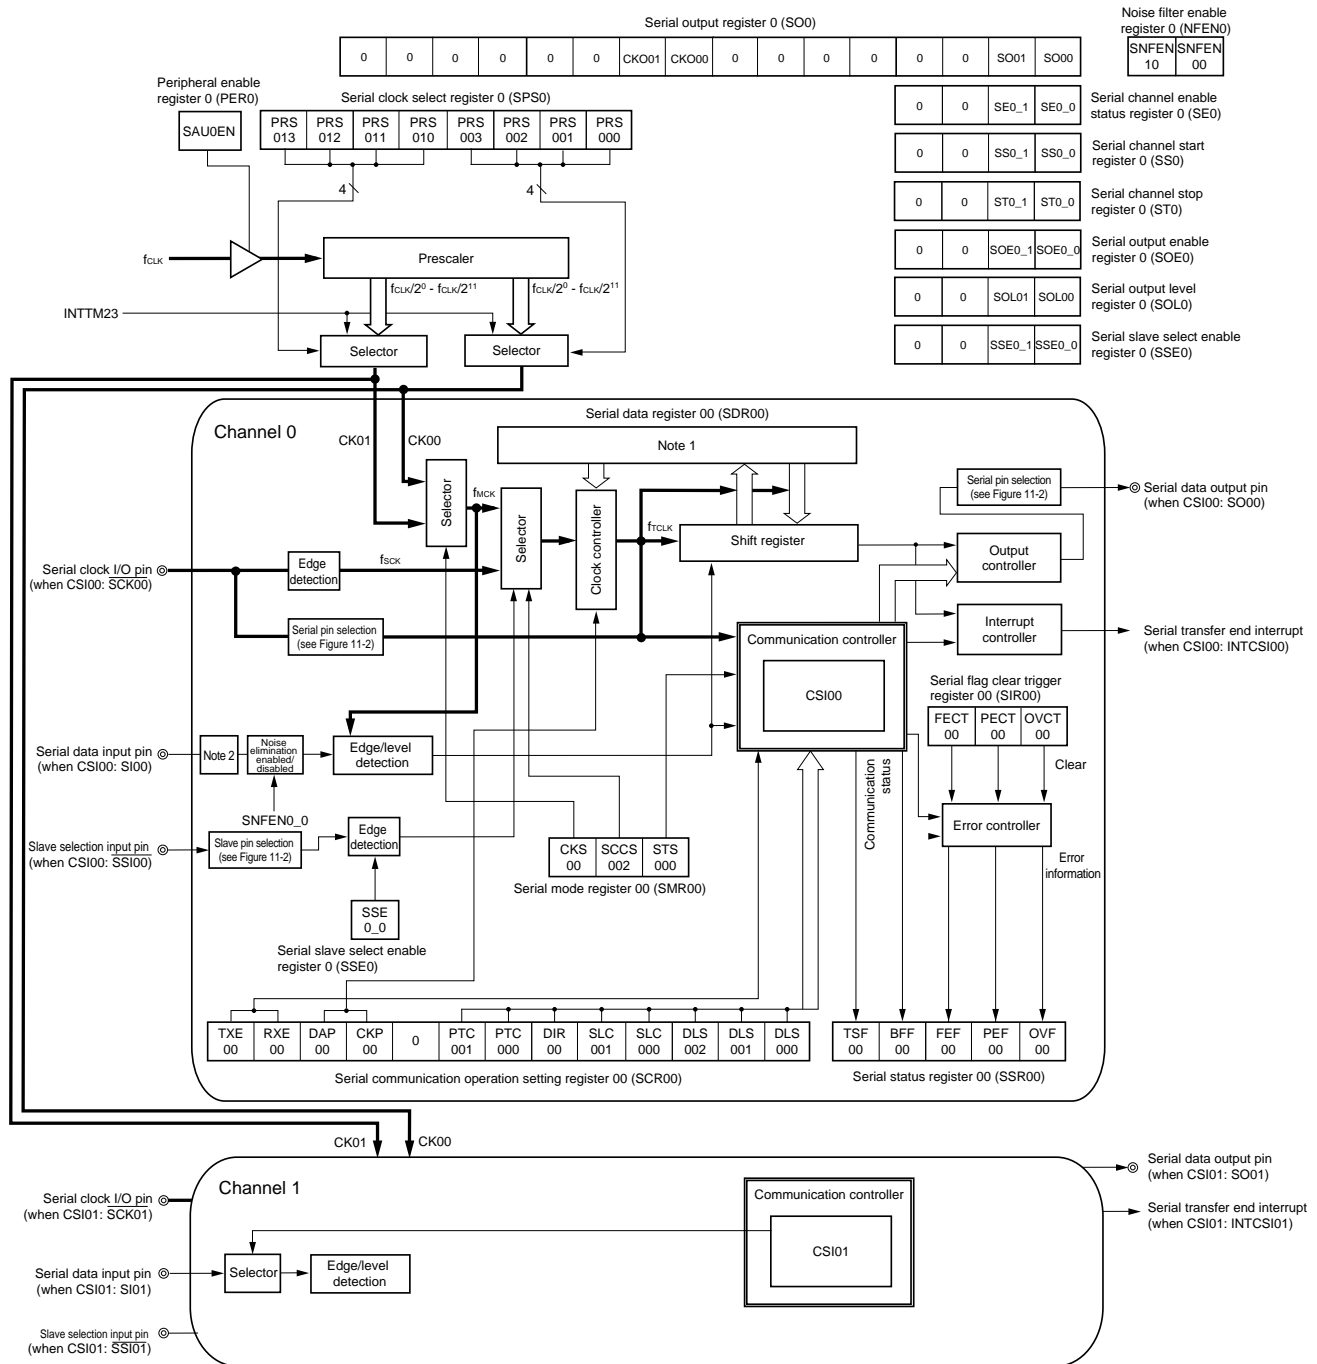 Serial output register 0 (SO0)
0 0 0 0 0 0 CKO01 CKO00 0 0 0 0 0 0 SO01 SO00
Noise filter enable
register 0 (NFEN0)
SNFEN SNFEN
10 00
Peripheral enable
register 0 (PER0)
SAU0EN
Serial clock select register 0 (SPS0)
PRS PRS PRS PRS PRS PRS PRS PRS
013 012 011 010 003 002 001 000
4 4
0 0 SE0_1 SE0_0
Serial channel enable
status register 0 (SE0)
0 0 SS0_1 SS0_0
Serial channel start
register 0 (SS0)
0 0 ST0_1 ST0_0
Serial channel stop
register 0 (ST0)
0 0 SOE0_1 SOE0_0
Serial output enable
register 0 (SOE0)
0 0 SOL01 SOL00
Serial output level
register 0 (SOL0)
0 0 SSE0_1 SSE0_0
Serial slave select enable
register 0 (SSE0)
fCLK
Prescaler
fCLK/2⁰ - fCLK/2¹¹ fCLK/2⁰ - fCLK/2¹¹
INTTM23
Selector Selector
Channel 0
CK01 CK00
Serial data register 00 (SDR00)
Note 1
Selector
fMCK
Selector
Clock controller
fTCLK
Shift register
Serial pin selection
(see Figure 11-2)
Serial data output pin
(when CSI00: SO00)
Output
controller
Serial clock I/O pin
(when CSI00: SCK00)
Edge
detection
fSCK
Serial pin selection
(see Figure 11-2)
Communication controller
CSI00
Interrupt
controller
Serial transfer end interrupt
(when CSI00: INTCSI00)
Serial flag clear trigger
register 00 (SIR00)
FECT PECT OVCT
00 00 00
Clear
Serial data input pin
(when CSI00: SI00)
Note 2
Noise
elimination
enabled/
disabled
Edge/level
detection
SNFEN0_0
Communication
status
Error controller
Error
information
Slave selection input pin
(when CSI00: SSI00)
Slave pin selection
(see Figure 11-2)
Edge
detection
CKS SCCS STS
00 002 000
Serial mode register 00 (SMR00)
SSE
0_0
Serial slave select enable
register 0 (SSE0)
TXE RXE DAP CKP 0 PTC PTC DIR SLC SLC DLS DLS DLS
00 00 00 00 001 000 00 001 000 002 001 000
Serial communication operation setting register 00 (SCR00)
TSF BFF FEF PEF OVF
00 00 00 00 00
Serial status register 00 (SSR00)
CK01 CK00
Channel 1
Serial clock I/O pin
(when CSI01: SCK01)
Serial data input pin
(when CSI01: SI01)
Slave selection input pin
(when CSI01: SSI01)
Selector
Edge/level
detection
Communication controller
CSI01
Serial data output pin
(when CSI01: SO01)
Serial transfer end interrupt
(when CSI01: INTCSI01)